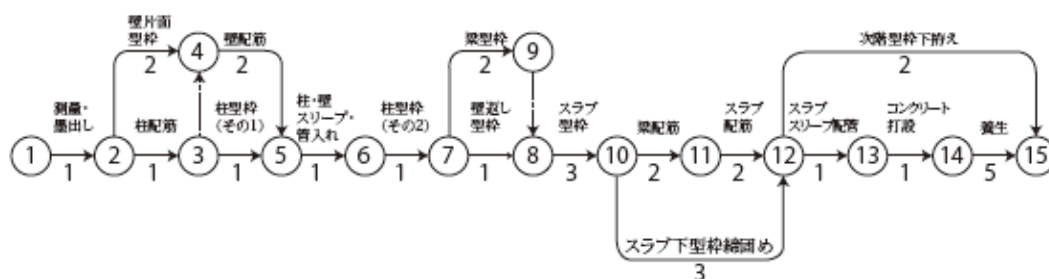 壁片面
型枠
2
4
壁配筋
2
梁型枠
2
9
次階型枠下拵え
2
測量・
墨出し
柱配筋
柱型枠
(その1)
柱・壁
スリーブ・
管入れ
柱型枠
(その2)
壁返し
型枠
スラブ
型枠
梁配筋
スラブ
配筋
スラブ
スリーブ配管
コンクリート
打設
養生
1
2
3
5
6
7
8
10
11
12
13
14
15
1
1
1
1
1
1
3
2
2
1
1
5
スラブ下型枠締固め
3